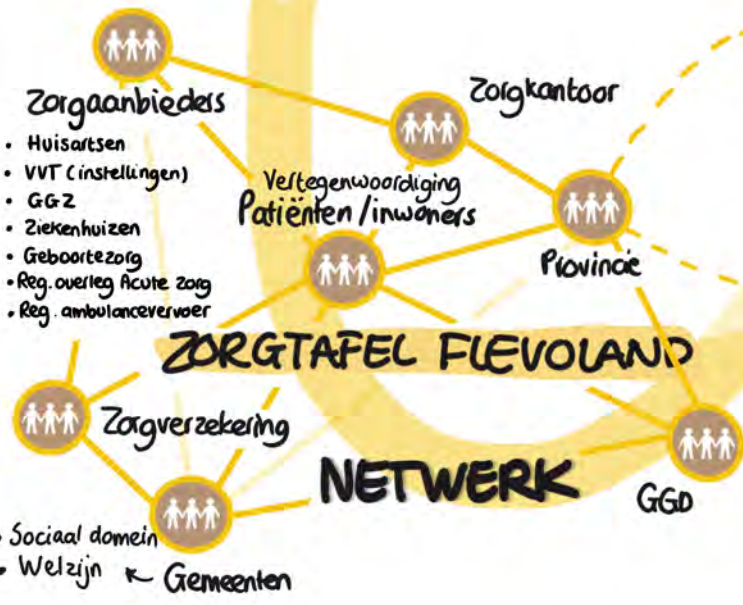 Zorgaanbieders
• Huisartsen
• VVT (instellingen)
• GGZ
• Ziekenhuizen
• Geboortezorg
• Reg. overleg Acute zorg
• Reg. ambulancevervoer
Zorgkantoor
Vertegenwoordiging
Patiënten/inwoners
Provincie
ZORGTAFEL FLEVOLAND
Zorgverzekering
NETWERK
GGD
• Sociaal domein
• Welzijn
Gemeenten